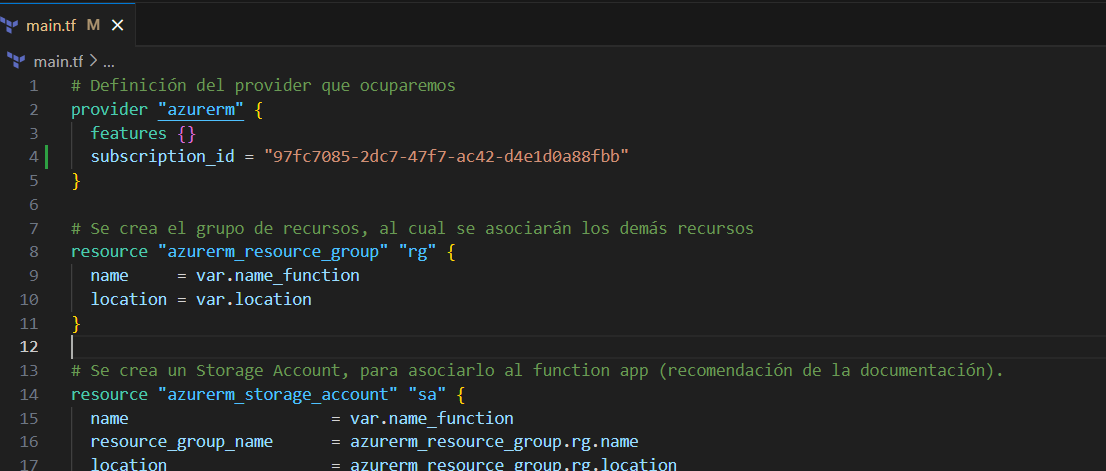 main.tf M ×
main.tf > ...
1 # Definición del provider que ocuparemos
2 provider "azurerm" {
3   features {}
4   subscription_id = "97fc7085-2dc7-47f7-ac42-d4e1d0a88fbb"
5 }
6
7 # Se crea el grupo de recursos, al cual se asociarán los demás recursos
8 resource "azurerm_resource_group" "rg" {
9   name     = var.name_function
10   location = var.location
11 }
12
13 # Se crea un Storage Account, para asociarlo al function app (recomendación de la documentación).
14 resource "azurerm_storage_account" "sa" {
15   name                     = var.name_function
16   resource_group_name      = azurerm_resource_group.rg.name
17   location                 = azurerm_resource_group.rg.location